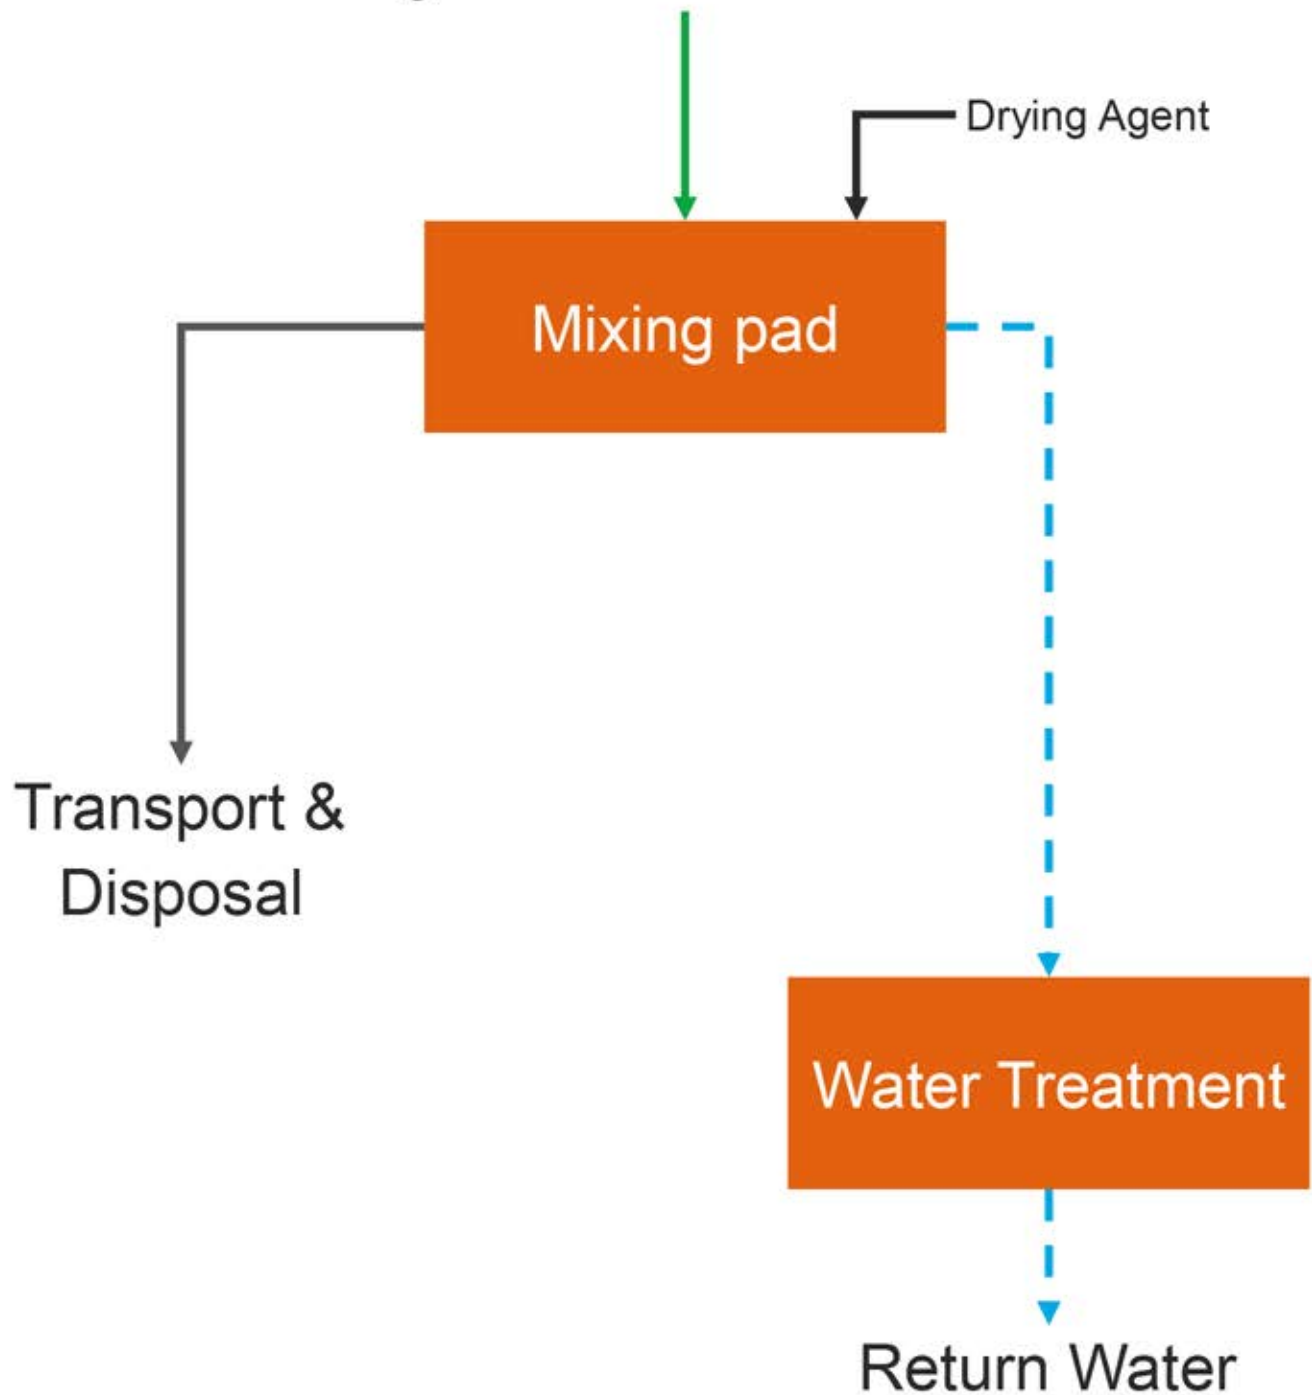 Drying Agent
Mixing pad
Transport &
Disposal
Water Treatment
Return Water